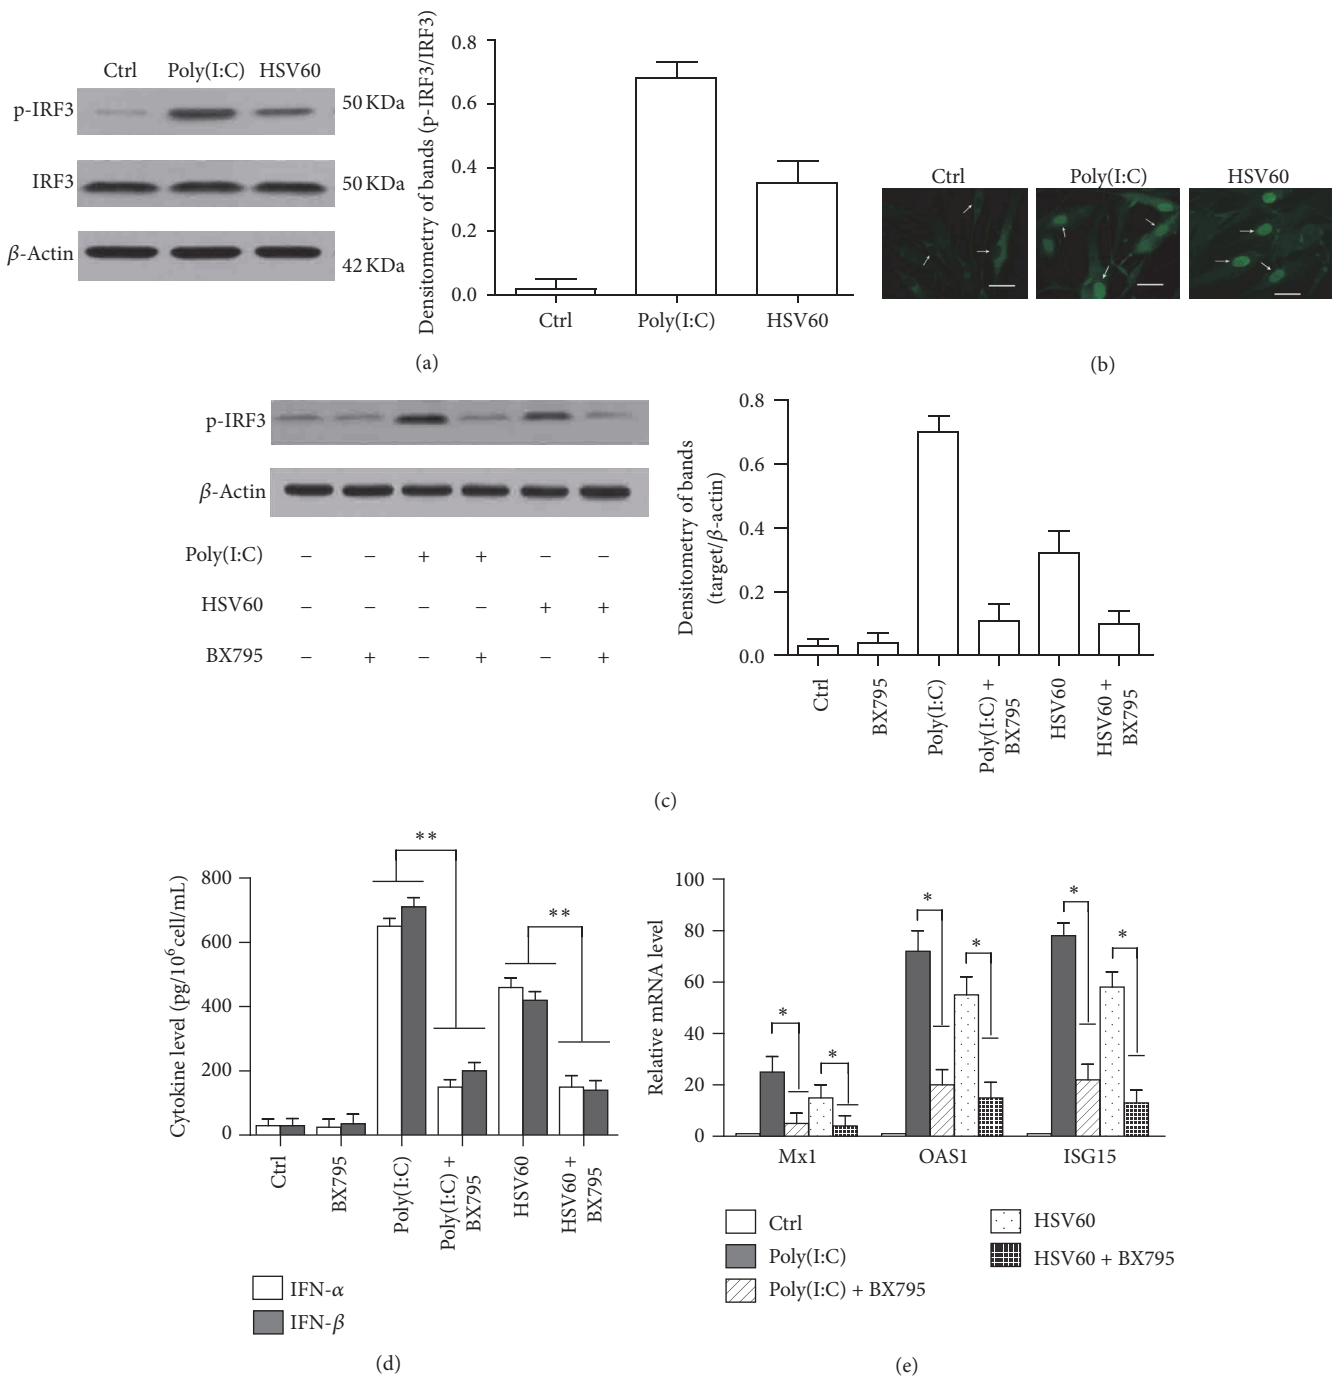 Ctrl Poly(I:C) HSV60
p-IRF3
50 KDa
IRF3
50 KDa
β-Actin
42 KDa
Densitometry of bands (p-IRF3/IRF3)
0.8
0.6
0.4
0.2
0.0
Ctrl Poly(I:C) HSV60
(a)
Ctrl Poly(I:C) HSV60
(b)
p-IRF3
β-Actin
Poly(I:C) − − + + − −
HSV60 − − − − + +
BX795 − + − + − +
Densitometry of bands
(target/β-actin)
0.8
0.6
0.4
0.2
0.0
Ctrl
BX795
Poly(I:C)
Poly(I:C) +
BX795
HSV60
HSV60 +
BX795
(c)
Cytokine level (pg/10⁶ cell/mL)
800
600
400
200
0
**
**
Ctrl
BX795
Poly(I:C)
Poly(I:C) +
BX795
HSV60
HSV60 +
BX795
IFN-α
IFN-β
(d)
Relative mRNA level
100
80
60
40
20
0
* *
* *
* *
Mx1 OAS1 ISG15
Ctrl
Poly(I:C)
Poly(I:C) + BX795
HSV60
HSV60 + BX795
(e)